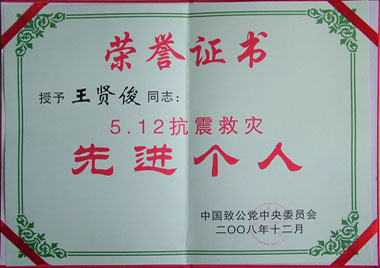 荣誉证书
授予 王贤俊 同志：
5.12抗震救灾
先进个人
中国致公党中央委员会
二〇〇八年十二月